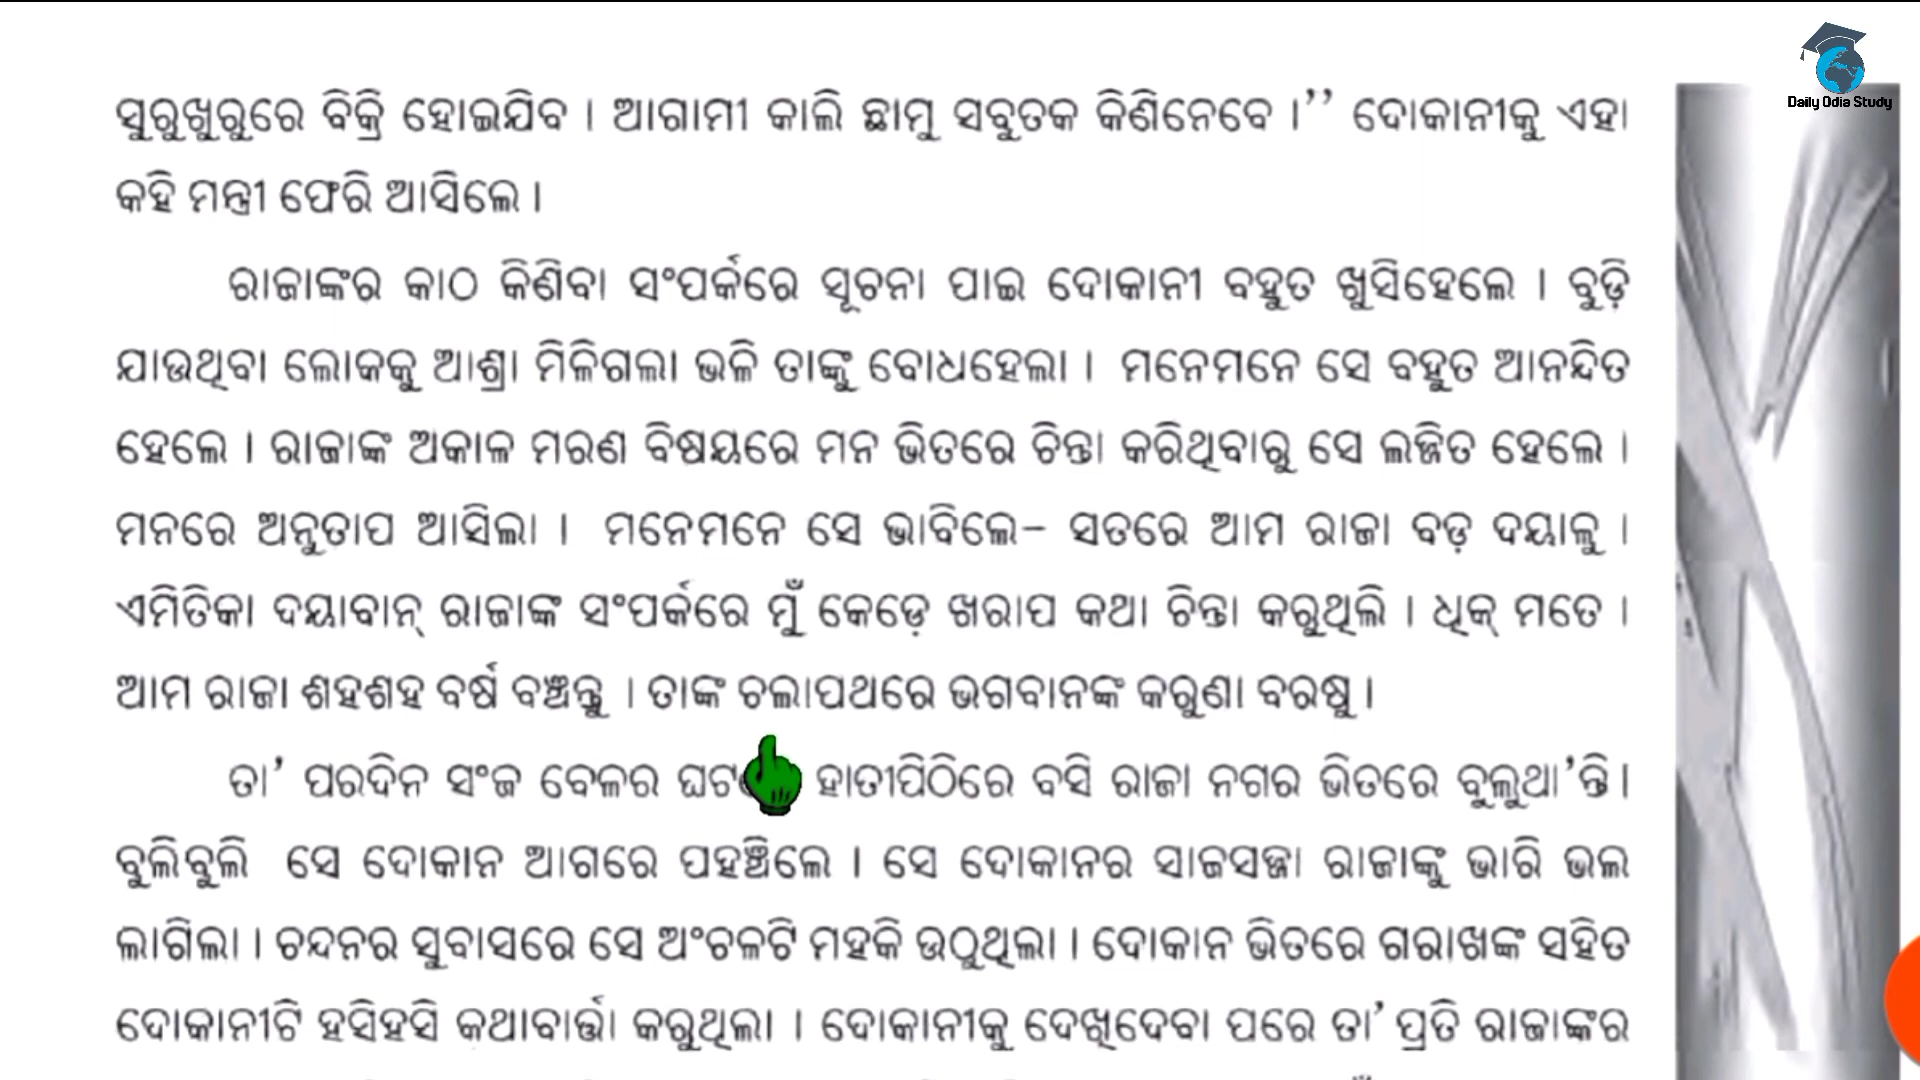 Daily Odia Study
ସୁରୁଖୁରୁରେ ବିକ୍ରି ହୋଇଯିବ । ଆଗାମୀ କାଲି ଛାମୁ ସବୁତକ କିଣିନେବେ ।’’ ଦୋକାନୀକୁ ଏହା
କହି ମନ୍ତ୍ରୀ ଫେରି ଆସିଲେ ।
ରାଜାଙ୍କର କାଠ କିଣିବା ସଂପର୍କରେ ସୂଚନା ପାଇ ଦୋକାନୀ ବହୁତ ଖୁସିହେଲେ । ବୁଡ଼ି
ଯାଉଥିବା ଲୋକକୁ ଆଶ୍ରା ମିଳିଗଲା ଭଳି ତାଙ୍କୁ ବୋଧହେଲା । ମନେମନେ ସେ ବହୁତ ଆନନ୍ଦିତ
ହେଲେ । ରାଜାଙ୍କ ଅକାଳ ମରଣ ବିଷୟରେ ମନ ଭିତରେ ଚିନ୍ତା କରିଥିବାରୁ ସେ ଲଜ୍ଜିତ ହେଲେ ।
ମନରେ ଅନୁତାପ ଆସିଲା । ମନେମନେ ସେ ଭାବିଲେ– ସତରେ ଆମ ରାଜା ବଡ଼ ଦୟାଳୁ ।
ଏମିତିକା ଦୟାବାନ୍ ରାଜାଙ୍କ ସଂପର୍କରେ ମୁଁ କେଡ଼େ ଖରାପ କଥା ଚିନ୍ତା କରୁଥିଲି । ଧିକ୍ ମତେ ।
ଆମ ରାଜା ଶହଶହ ବର୍ଷ ବଞ୍ଚନ୍ତୁ । ତାଙ୍କ ଚଲାପଥରେ ଭଗବାନଙ୍କ କରୁଣା ବରଷୁ ।
ତା’ ପରଦିନ ସଂଜ ବେଳର ହାତୀପିଠିରେ ବସି ରାଜା ନଗର ଭିତରେ ବୁଲୁଥା’ନ୍ତି ।
ବୁଲିବୁଲି ସେ ଦୋକାନ ଆଗରେ ପହଞ୍ଚିଲେ । ସେ ଦୋକାନର ସାଜସଜ୍ଜା ରାଜାଙ୍କୁ ଭାରି ଭଲ
ଲାଗିଲା । ଚନ୍ଦନର ସୁବାସରେ ସେ ଅଂଚଳଟି ମହକି ଉଠୁଥିଲା । ଦୋକାନ ଭିତରେ ଗରାଖଙ୍କ ସହିତ
ଦୋକାନୀଟି ହସିହସି କଥାବାର୍ତ୍ତା କରୁଥିଲା । ଦୋକାନୀକୁ ଦେଖିଦେବା ପରେ ତା’ ପ୍ରତି ରାଜାଙ୍କର